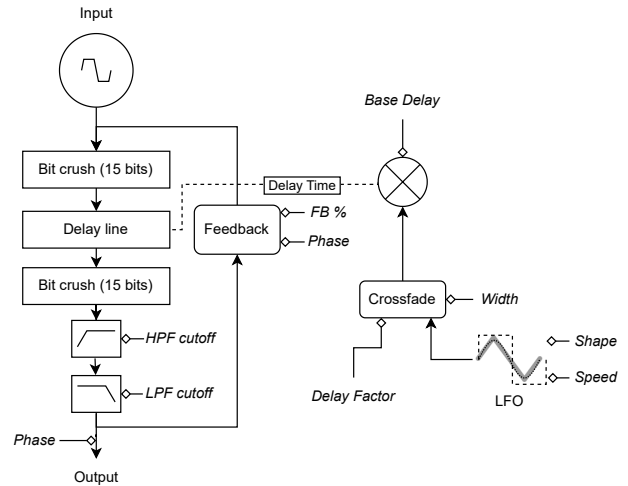 Input
Base Delay
Bit crush (15 bits)
Delay Time
Delay line
Feedback
FB %
Phase
Bit crush (15 bits)
Crossfade
Width
HPF cutoff
Shape
LPF cutoff
Delay Factor
Speed
LFO
Phase
Output